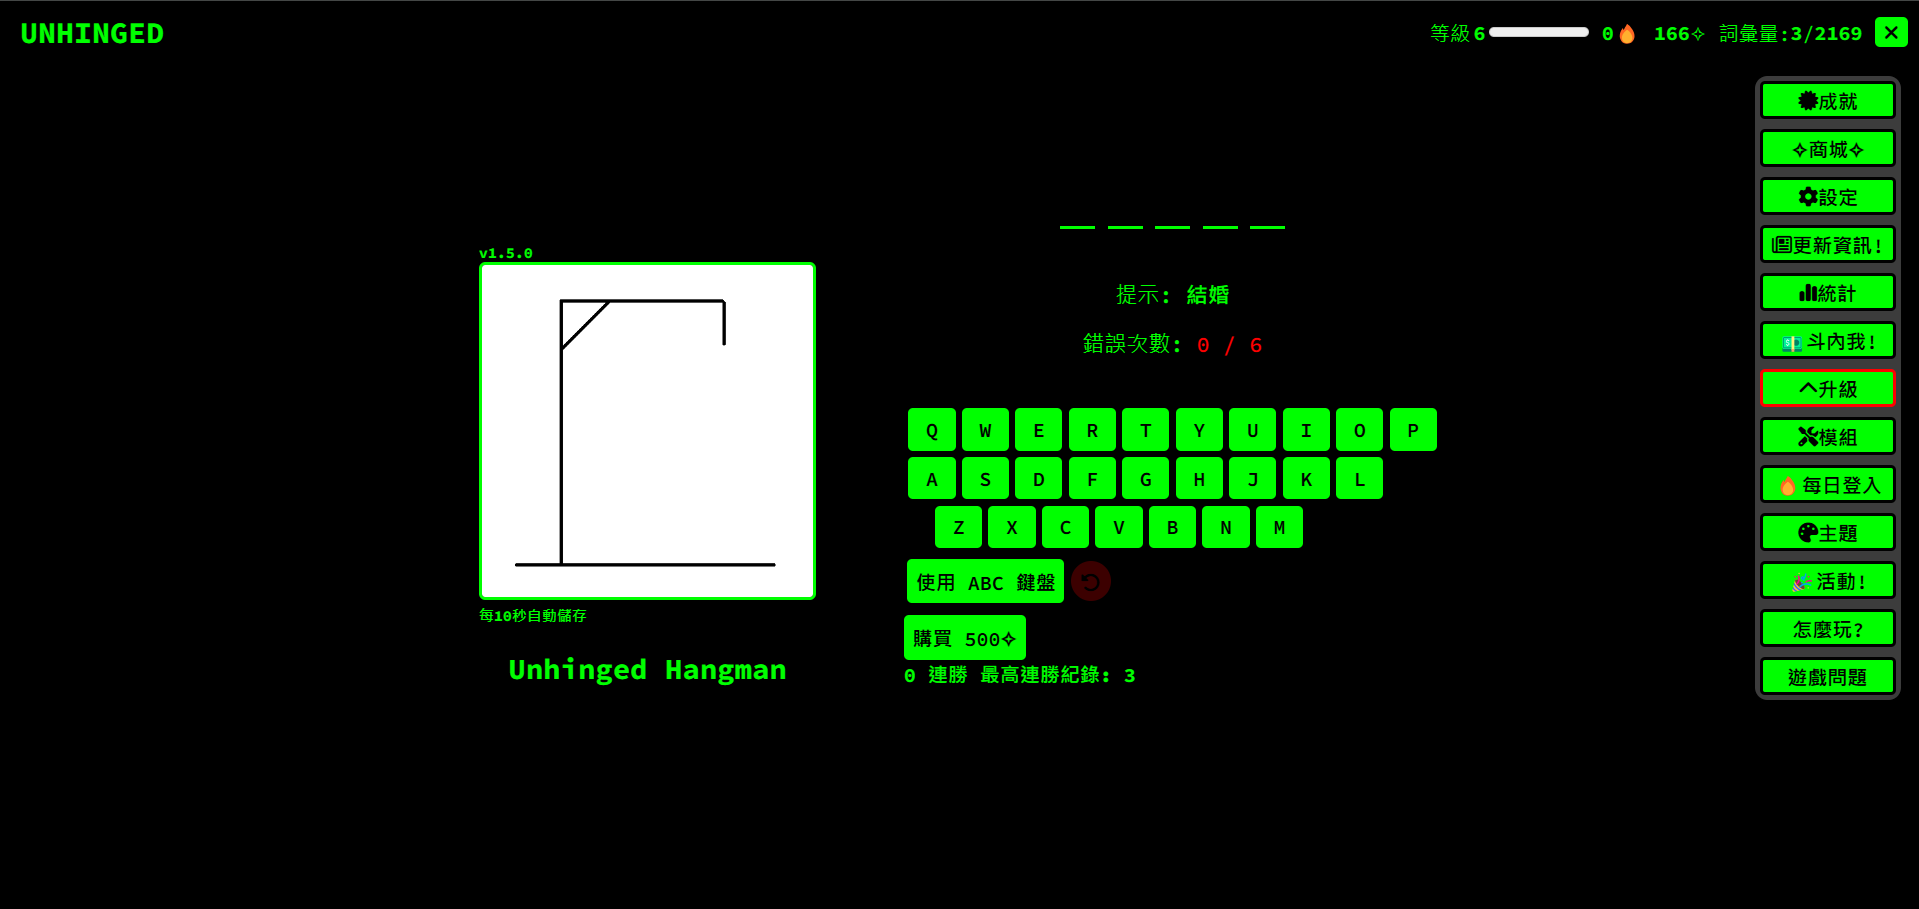 UNHINGED
等級 6 0🔥 166✧ 詞彙量:3/2169 ✕
成就
✧商城✧
設定
更新資訊!
統計
💵 斗內我!
升級
模組
🔥 每日登入
主題
🎉 活動!
怎麼玩?
遊戲問題
v1.5.0
每10秒自動儲存
Unhinged Hangman
_ _ _ _ _
提示: 結婚
錯誤次數: 0 / 6
Q W E R T Y U I O P
A S D F G H J K L
Z X C V B N M
使用 ABC 鍵盤
購買 500✧
0 連勝 最高連勝紀錄: 3